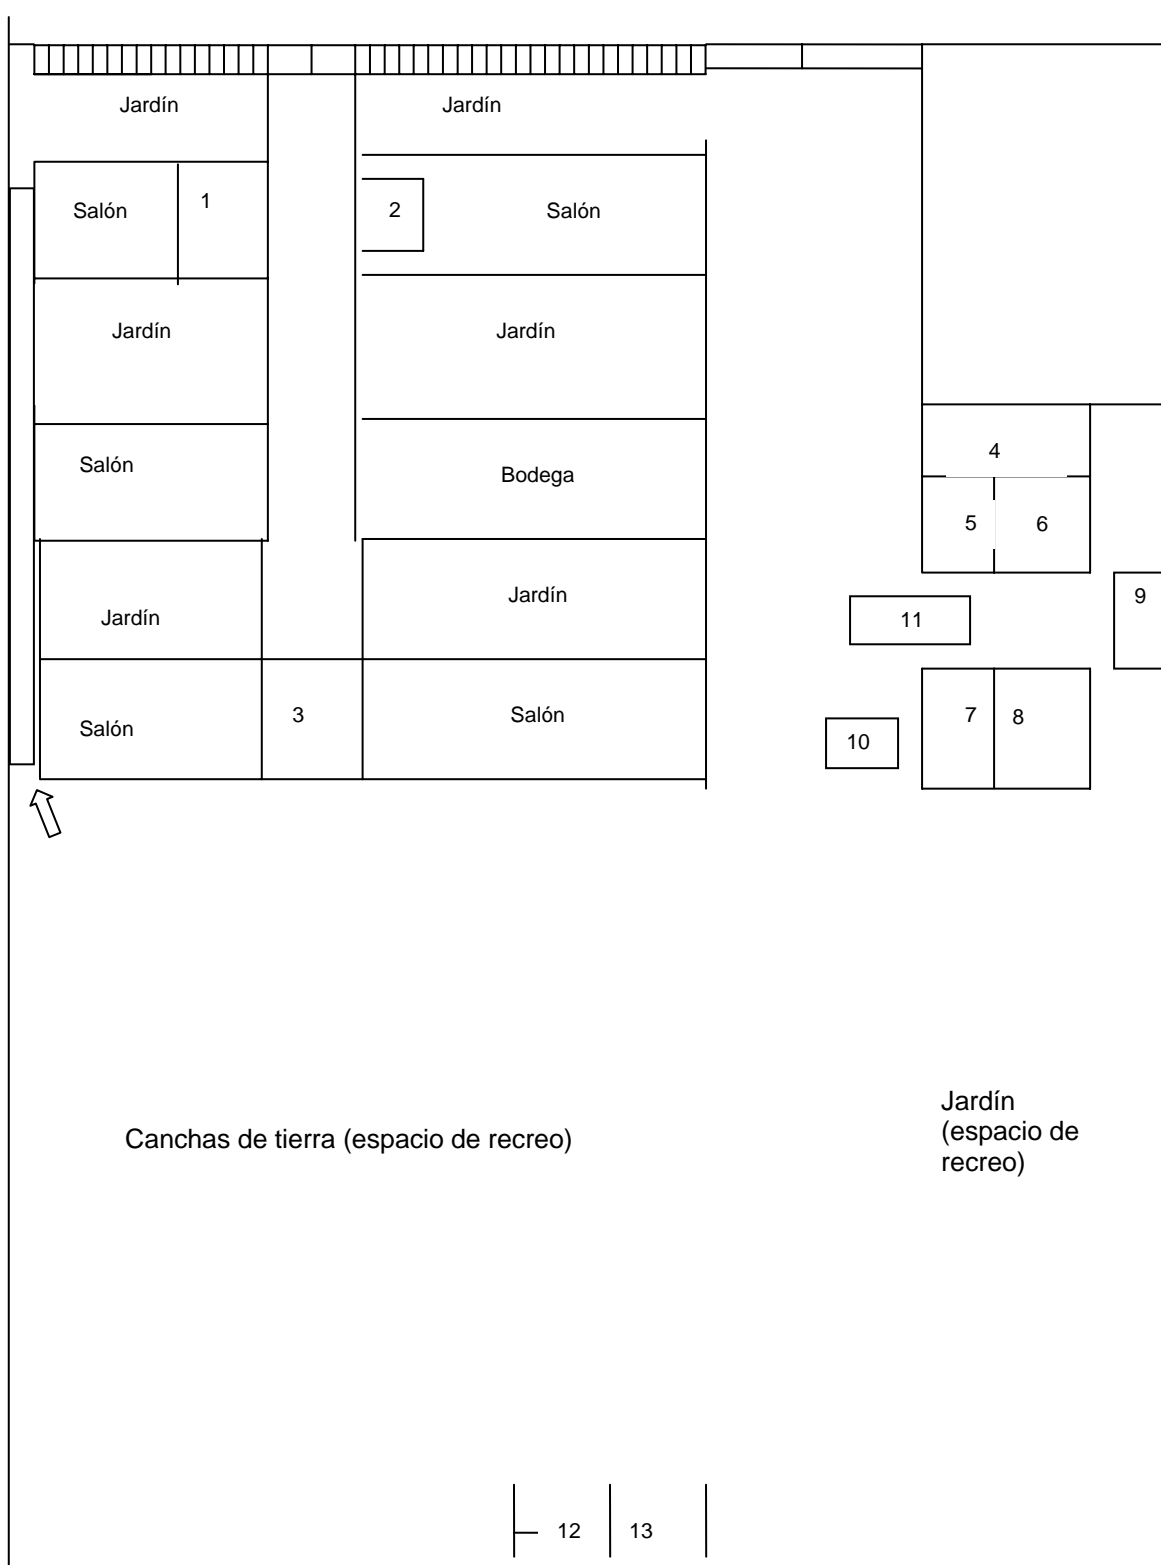 Jardín
Jardín
Salón
1
2
Salón
Jardín
Jardín
Salón
Bodega
4
5
6
Jardín
Jardín
11
9
Salón
3
Salón
10
7
8
Canchas de tierra (espacio de recreo)
Jardín
(espacio de
recreo)
12
13